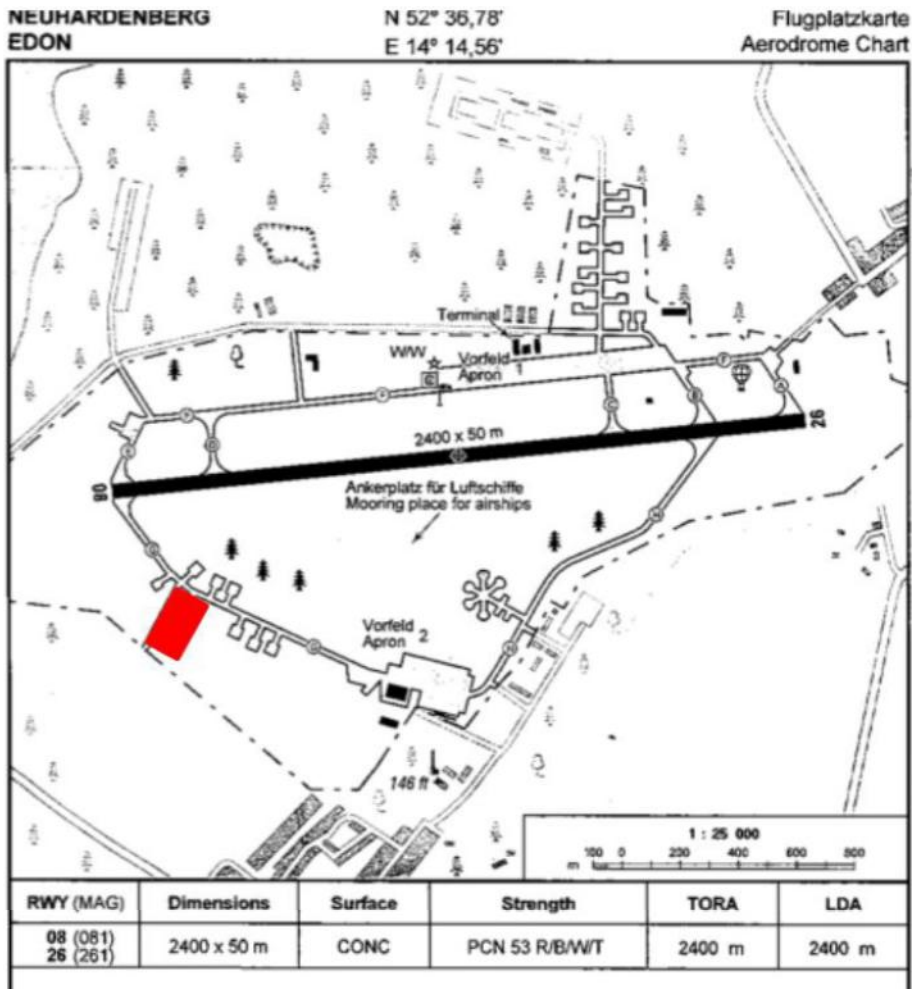 NEUHARDENBERG
EDON
N 52° 36,78'
E 14° 14,56'
Flugplatzkarte
Aerodrome Chart
Terminal
W/W
C
Vorfeld
Apron
1
F
F
F
A
B
C
D
2400 x 50 m
26
08
Ankerplatz für Luftschiffe
Mooring place for airships
G
G
H
H
Vorfeld
Apron 2
146 ft
1 : 25 000
m 100 0 200 400 600 800
RWY (MAG) Dimensions Surface Strength TORA LDA
08 (081)
26 (261)
2400 x 50 m CONC PCN 53 R/B/W/T 2400 m 2400 m